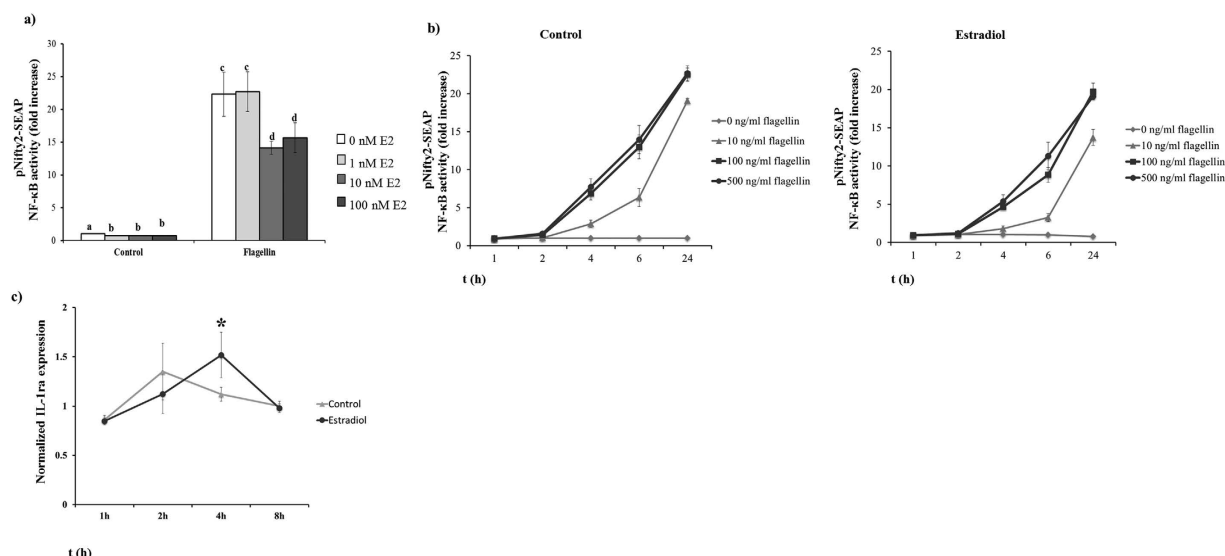 a)
pNifty2-SEAP
NF-κB activity (fold increase)
30
25
20
15
10
5
0
a
b
b
b
c
c
d
d
Control
Flagellin
0 nM E2
1 nM E2
10 nM E2
100 nM E2
b)
Control
pNifty2-SEAP
NF-κB activity (fold increase)
25
20
15
10
5
0
1
2
4
6
24
t (h)
0 ng/ml flagellin
10 ng/ml flagellin
100 ng/ml flagellin
500 ng/ml flagellin
Estradiol
pNifty2-SEAP
NF-κB activity (fold increase)
25
20
15
10
5
0
1
2
4
6
24
t (h)
0 ng/ml flagellin
10 ng/ml flagellin
100 ng/ml flagellin
500 ng/ml flagellin
c)
Normalized IL-1ra expression
2
1.5
1
0.5
0
*
1h
2h
4h
8h
t (h)
Control
Estradiol